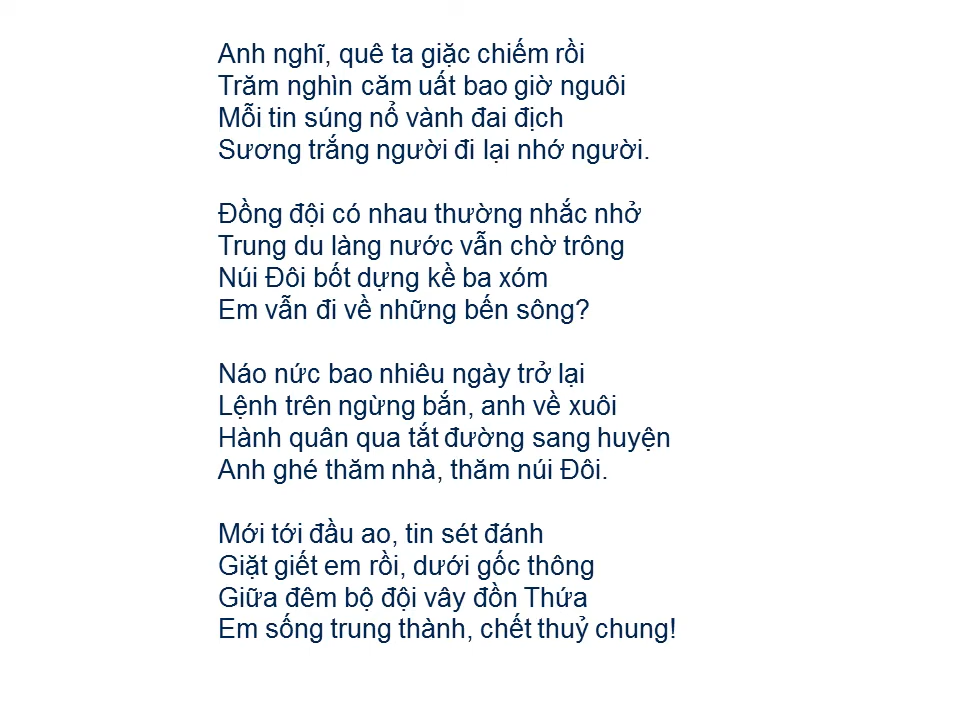 Anh nghĩ, quê ta giặc chiếm rồi
Trăm nghìn căm uất bao giờ nguôi
Mỗi tin súng nổ vành đai địch
Sương trắng người đi lại nhớ người.
Đồng đội có nhau thường nhắc nhở
Trung du làng nước vẫn chờ trông
Núi Đôi bốt dựng kề ba xóm
Em vẫn đi về những bến sông?
Náo nức bao nhiêu ngày trở lại
Lệnh trên ngừng bắn, anh về xuôi
Hành quân qua tắt đường sang huyện
Anh ghé thăm nhà, thăm núi Đôi.
Mới tới đầu ao, tin sét đánh
Giặt giết em rồi, dưới gốc thông
Giữa đêm bộ đội vây đồn Thứa
Em sống trung thành, chết thuỷ chung!